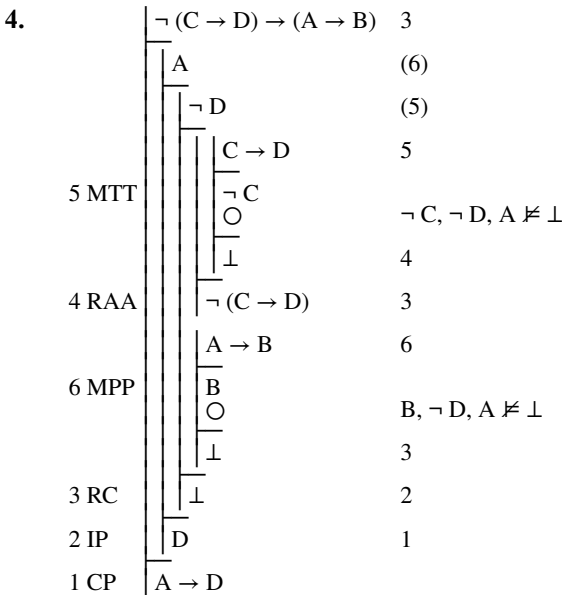 4. ¬ (C → D) → (A → B) 3
A (6)
¬ D (5)
C → D 5
5 MTT ¬ C
○ ¬ C, ¬ D, A ⊭ ⊥
⊥ 4
4 RAA ¬ (C → D) 3
A → B 6
6 MPP B
○ B, ¬ D, A ⊭ ⊥
⊥ 3
3 RC ⊥ 2
2 IP D 1
1 CP A → D